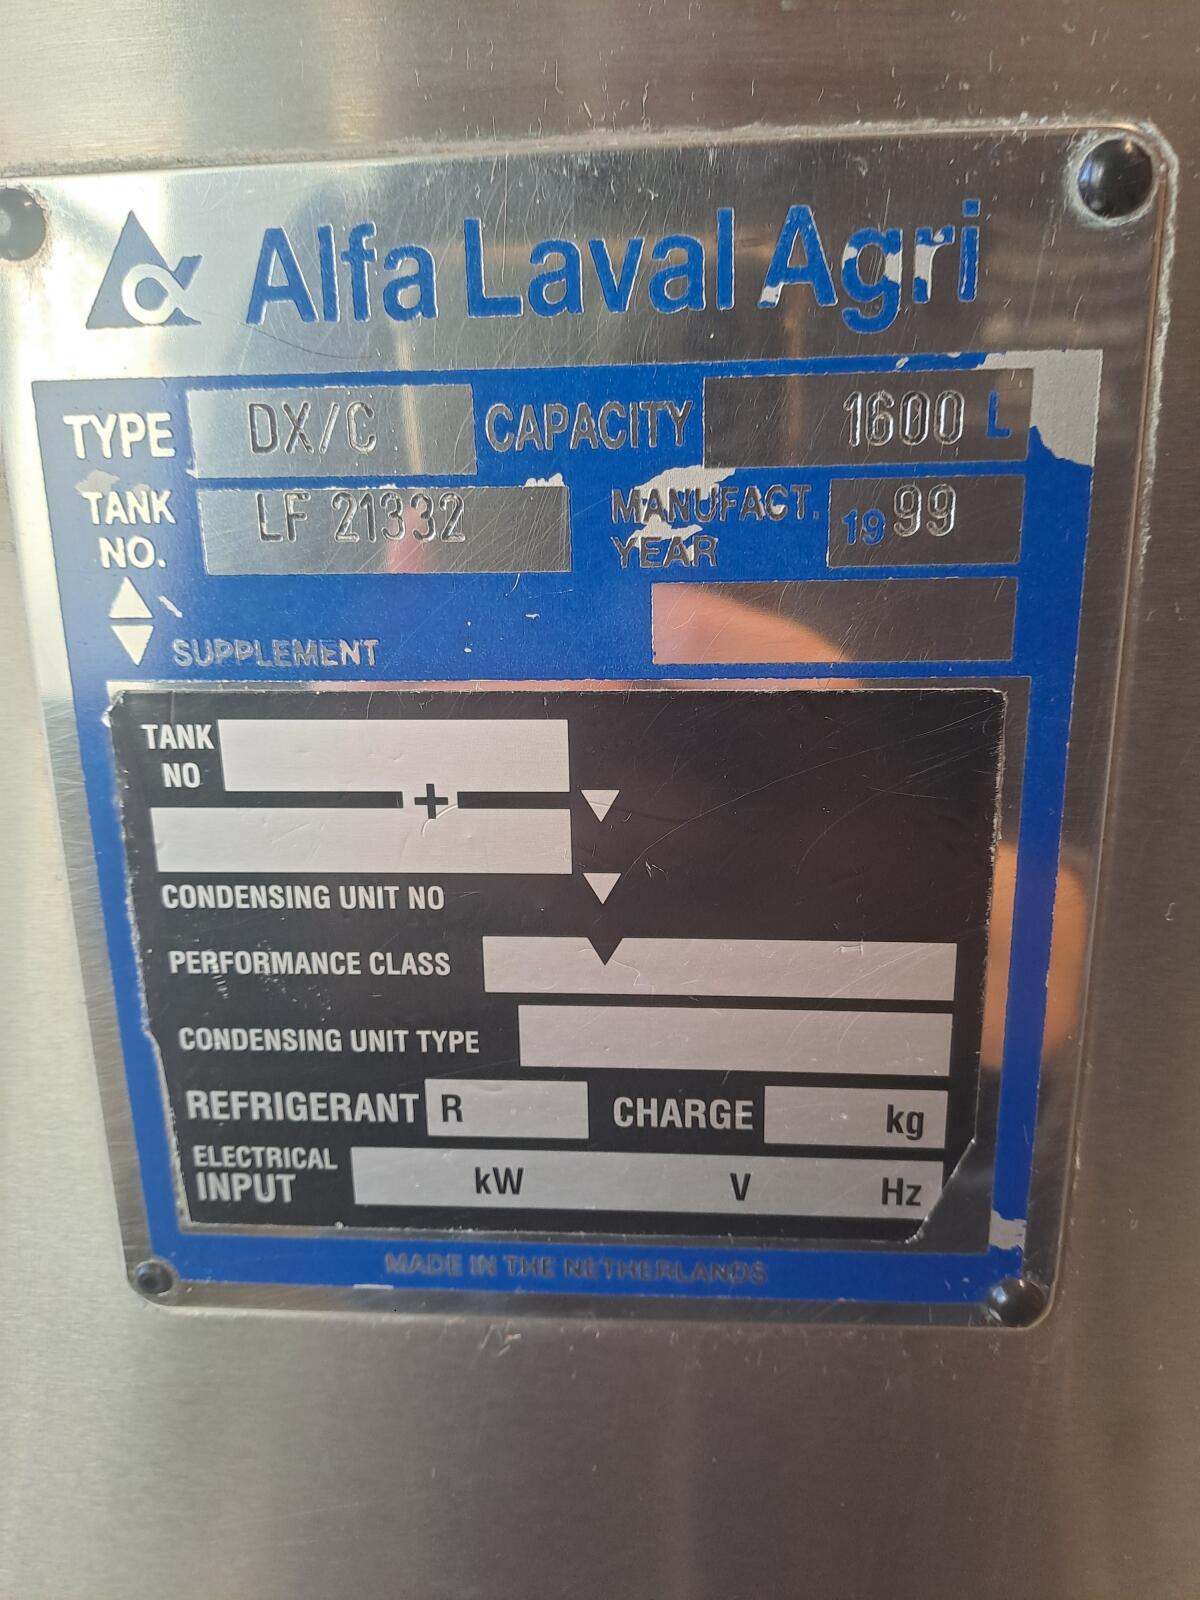 Alfa Laval Agri
TYPE DX/C CAPACITY 1600 L
TANK NO. LF 21332 MANUFACT. YEAR 1999
SUPPLEMENT
TANK NO
+
CONDENSING UNIT NO
PERFORMANCE CLASS
CONDENSING UNIT TYPE
REFRIGERANT R CHARGE kg
ELECTRICAL INPUT kW V Hz
MADE IN THE NETHERLANDS